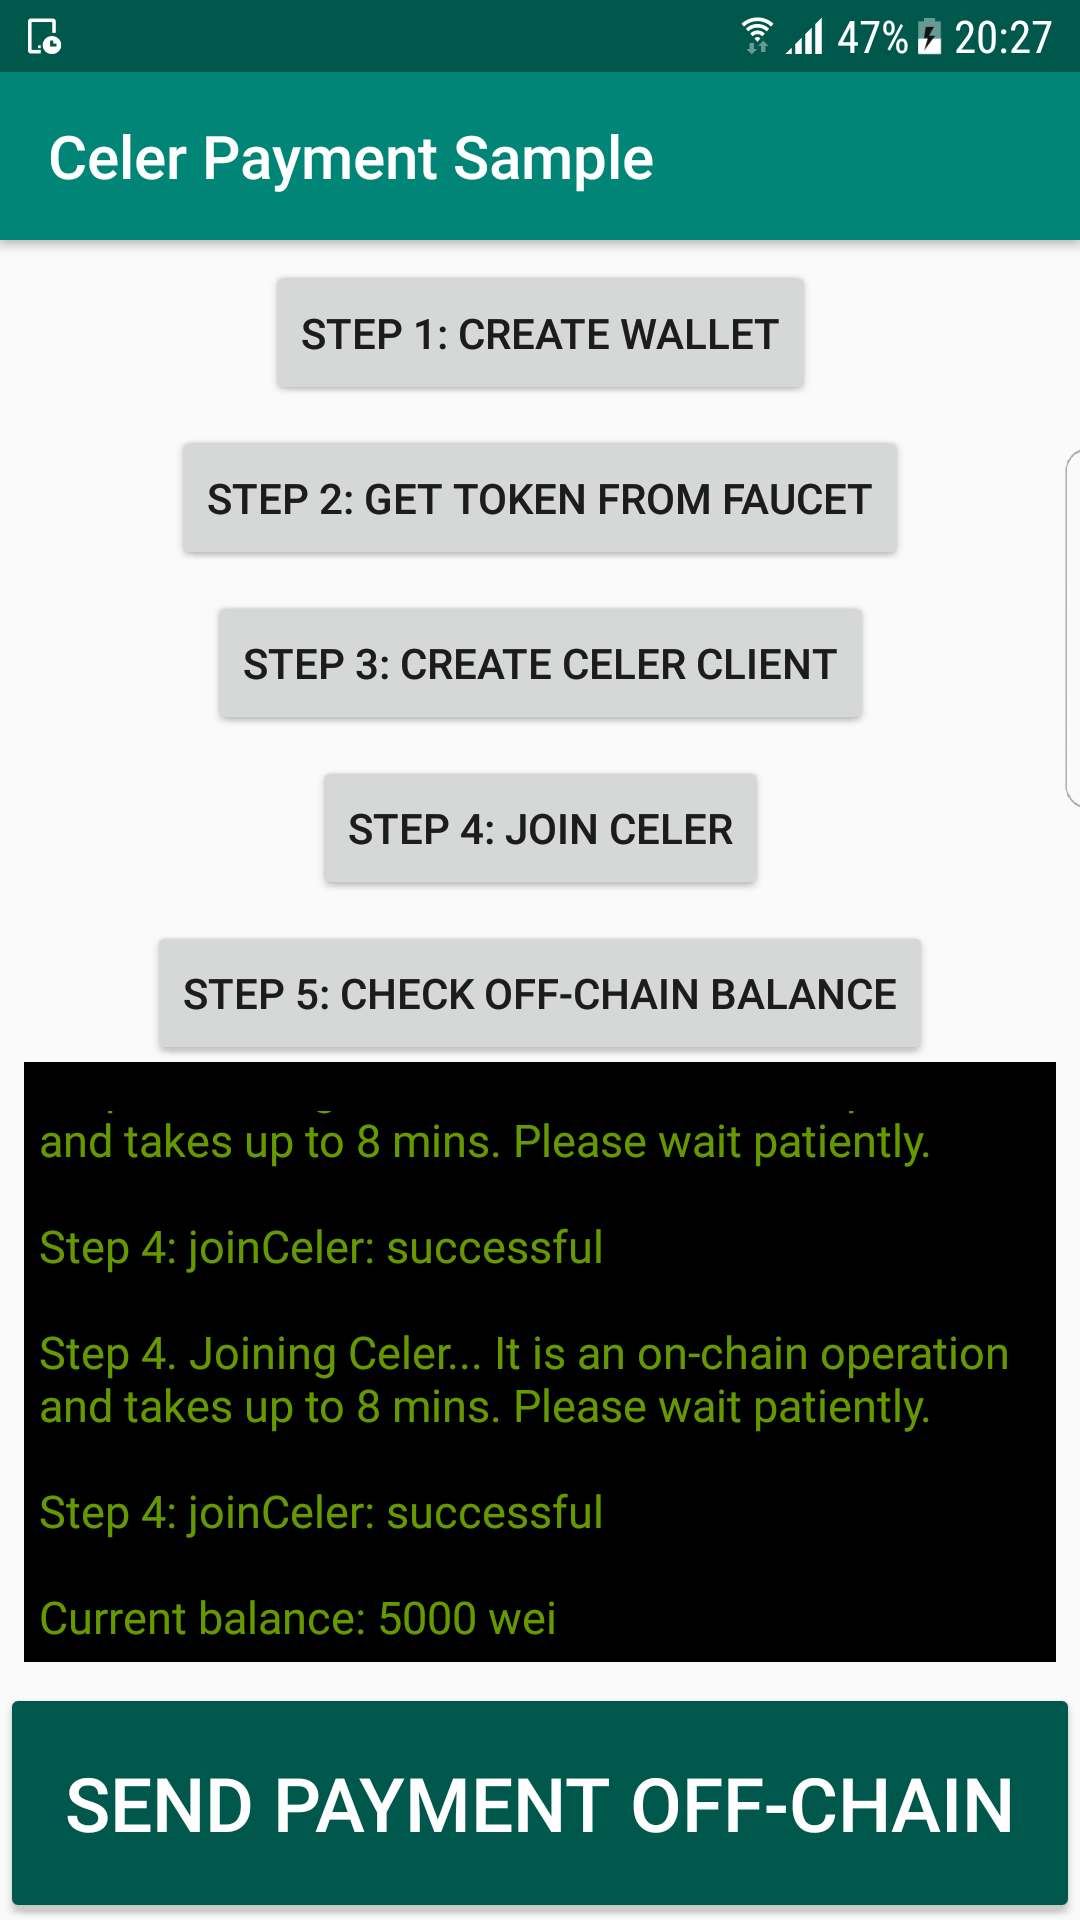 47% 20:27
Celer Payment Sample
STEP 1: CREATE WALLET
STEP 2: GET TOKEN FROM FAUCET
STEP 3: CREATE CELER CLIENT
STEP 4: JOIN CELER
STEP 5: CHECK OFF-CHAIN BALANCE
and takes up to 8 mins. Please wait patiently.
Step 4: joinCeler: successful
Step 4. Joining Celer... It is an on-chain operation
and takes up to 8 mins. Please wait patiently.
Step 4: joinCeler: successful
Current balance: 5000 wei
SEND PAYMENT OFF-CHAIN